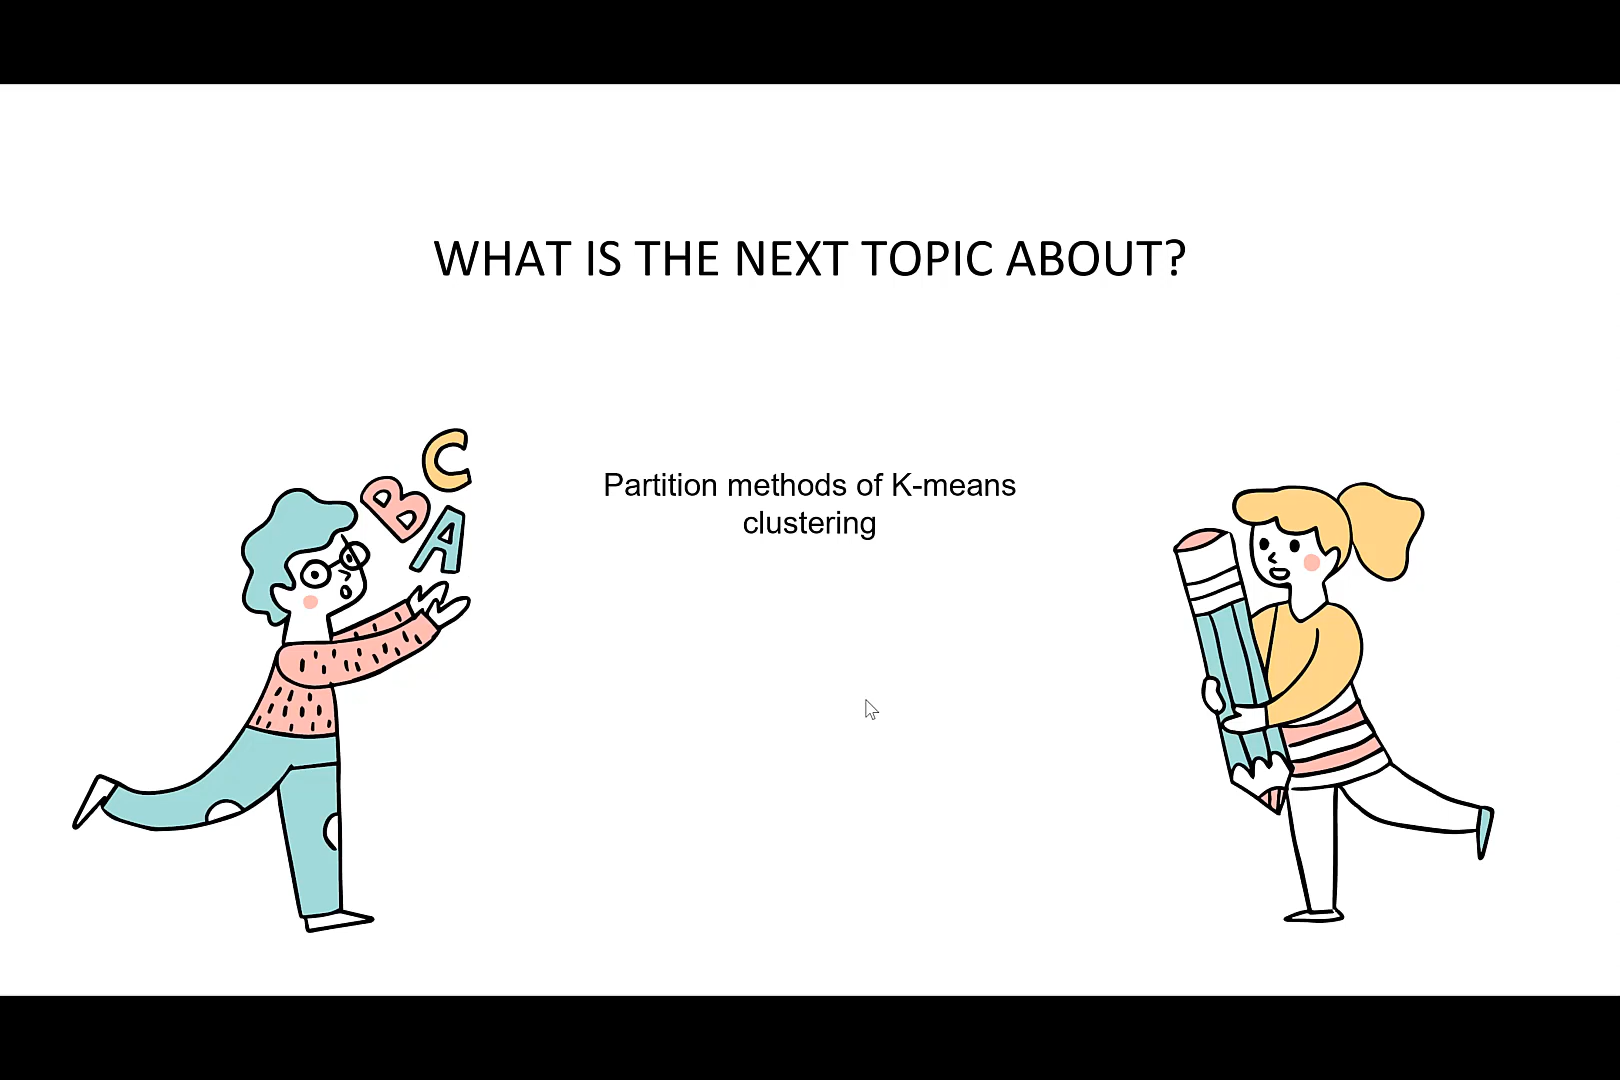 WHAT IS THE NEXT TOPIC ABOUT?
C
B
A
Partition methods of K-means
clustering